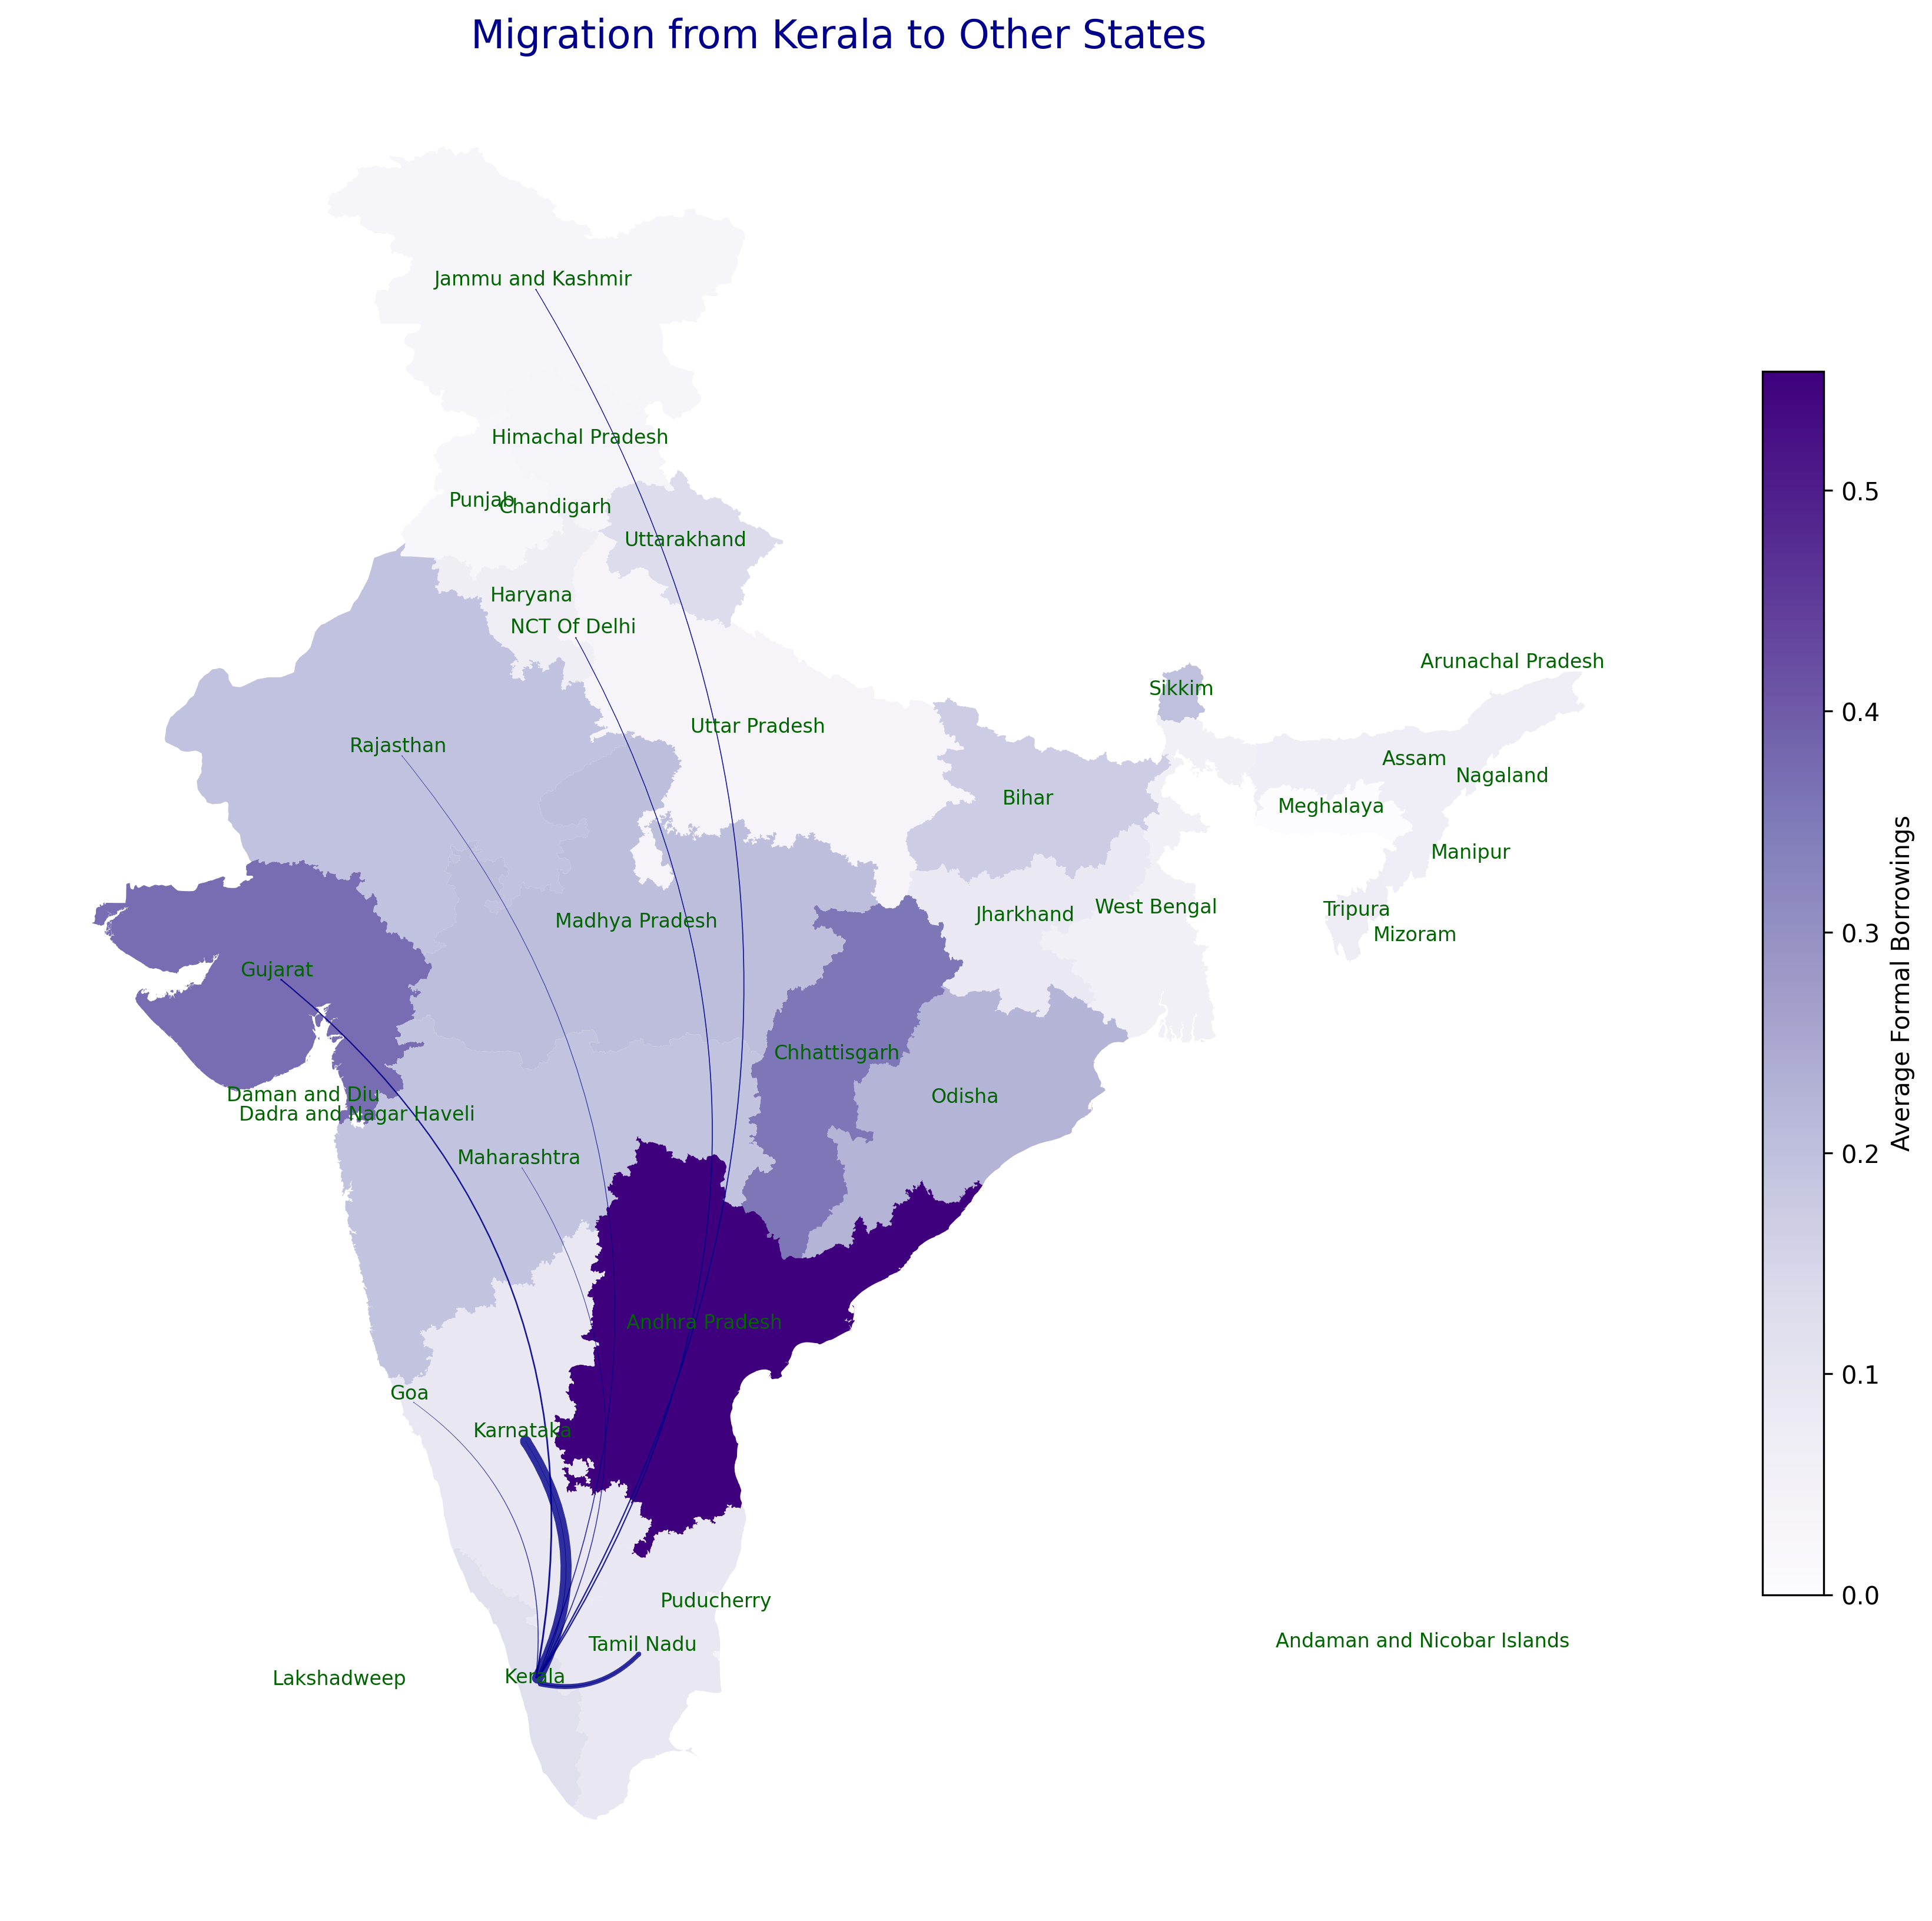 Migration from Kerala to Other States
Jammu and Kashmir
Himachal Pradesh
Punjab
Chandigarh
Uttarakhand
Haryana
NCT Of Delhi
Arunachal Pradesh
Sikkim
Uttar Pradesh
Rajasthan
Assam
Nagaland
Bihar
Meghalaya
Manipur
West Bengal
Tripura
Jharkhand
Madhya Pradesh
Mizoram
Gujarat
Chhattisgarh
Daman and Diu
Odisha
Dadra and Nagar Haveli
Maharashtra
Andhra Pradesh
Goa
Karnataka
Puducherry
Tamil Nadu
Andaman and Nicobar Islands
Kerala
Lakshadweep
0.5
0.4
0.3
0.2
0.1
0.0
Average Formal Borrowings